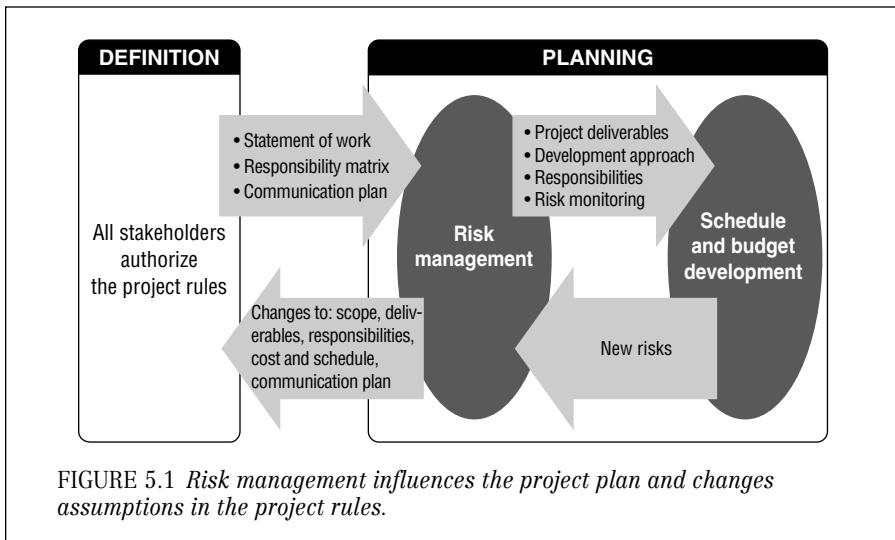 DEFINITION
PLANNING
• Statement of work
• Responsibility matrix
• Communication plan
• Project deliverables
• Development approach
• Responsibilities
• Risk monitoring
All stakeholders
authorize
the project rules
Risk
management
Schedule
and budget
development
Changes to: scope, deliv-
erables, responsibilities,
cost and schedule,
communication plan
New risks
FIGURE 5.1 Risk management influences the project plan and changes
assumptions in the project rules.